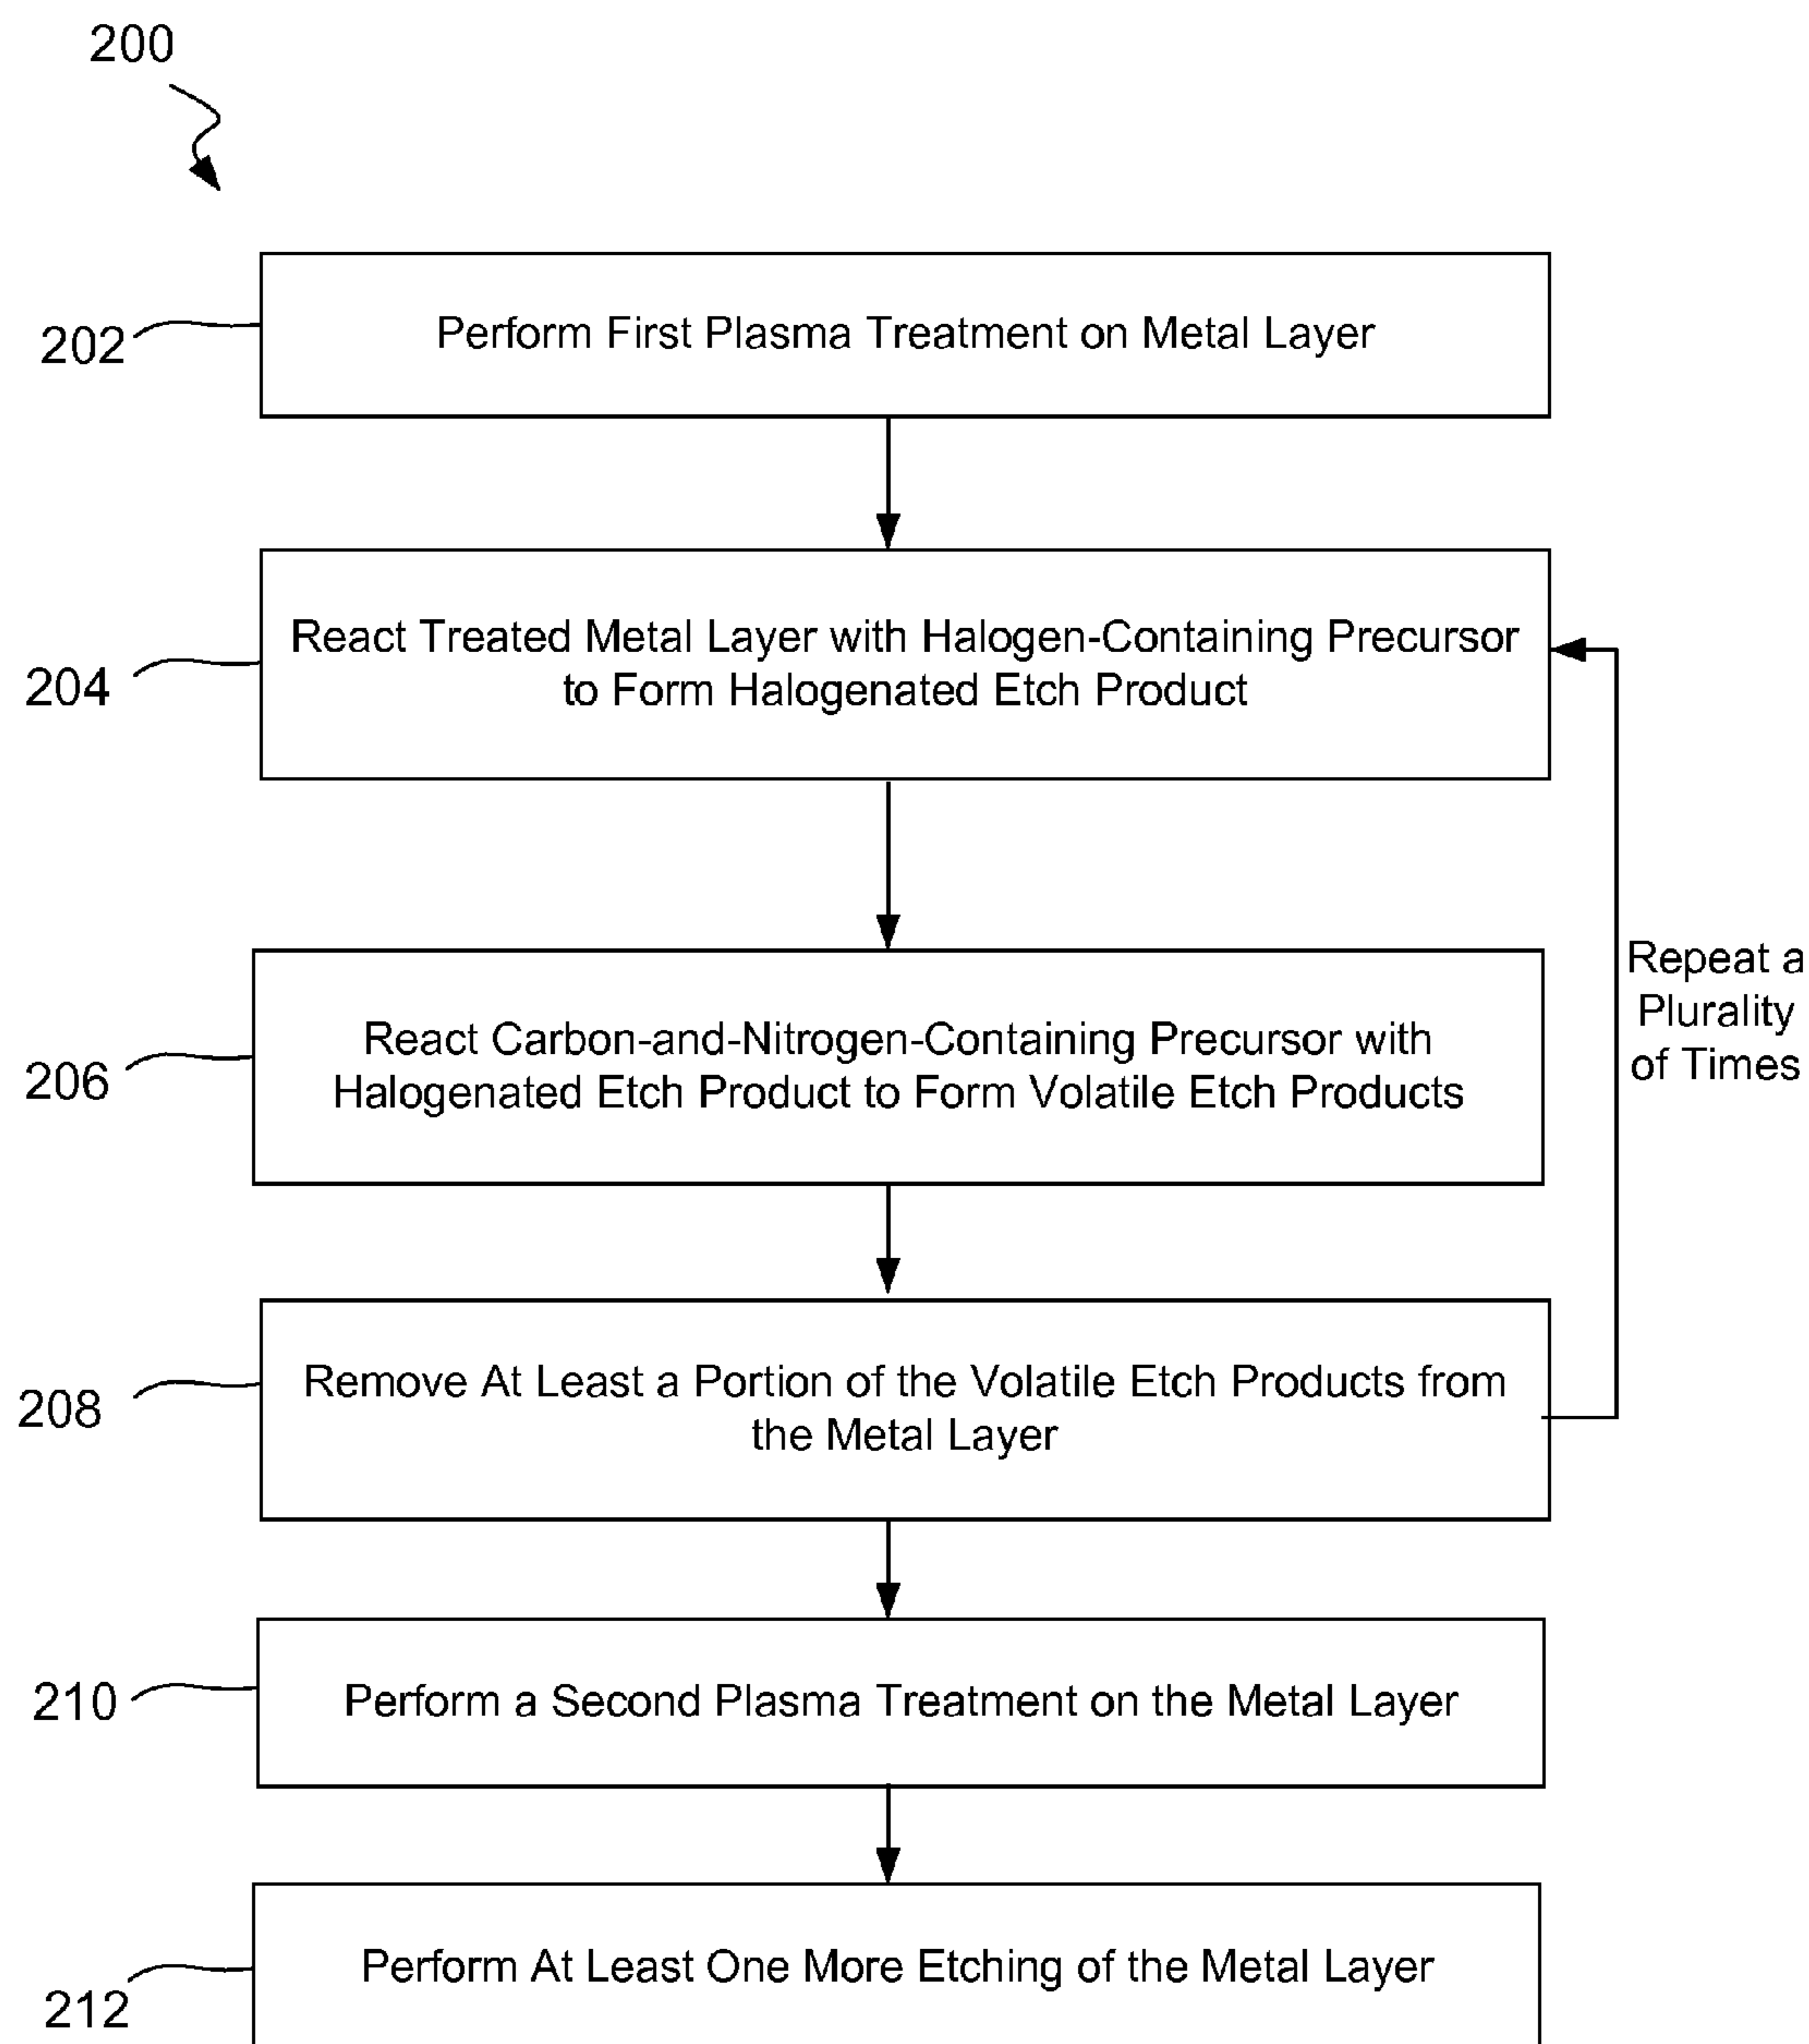 200
202
Perform First Plasma Treatment on Metal Layer
204
React Treated Metal Layer with Halogen-Containing Precursor
to Form Halogenated Etch Product
206
React Carbon-and-Nitrogen-Containing Precursor with
Halogenated Etch Product to Form Volatile Etch Products
Repeat a
Plurality
of Times
208
Remove At Least a Portion of the Volatile Etch Products from
the Metal Layer
210
Perform a Second Plasma Treatment on the Metal Layer
212
Perform At Least One More Etching of the Metal Layer